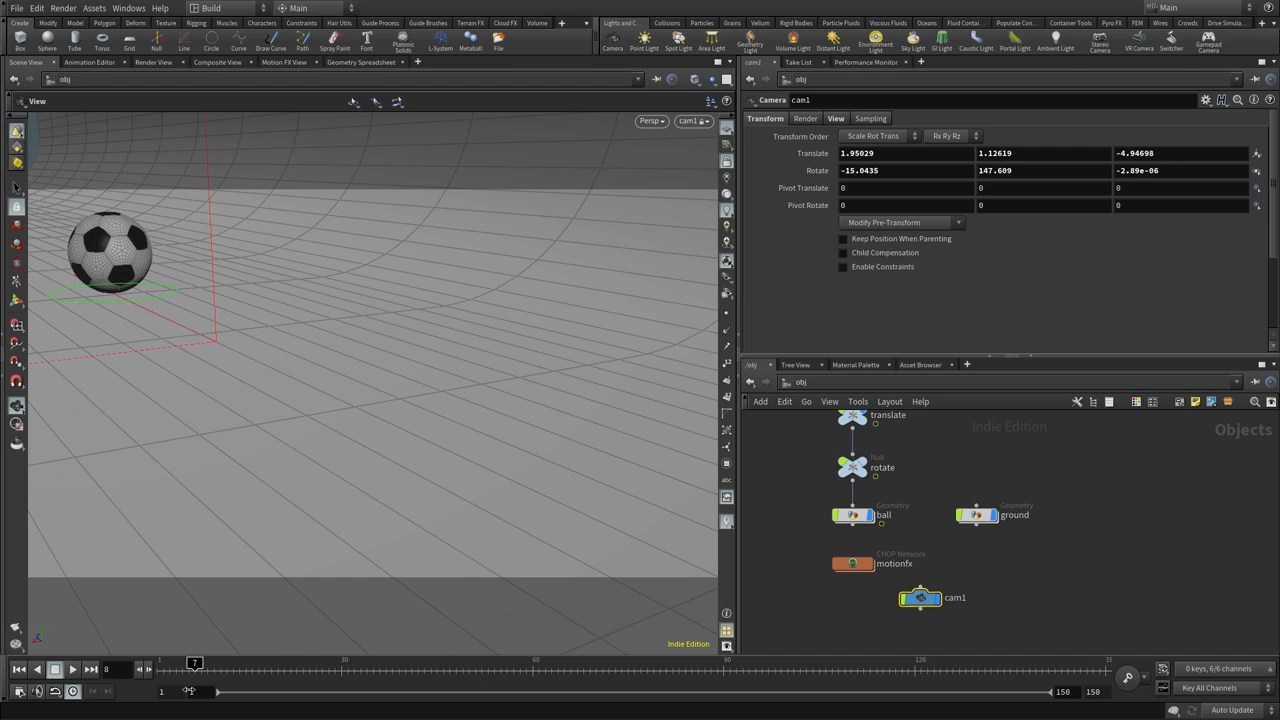 File Edit Render Assets Windows Help Build Main Main
Create Modify Model Polygon Deform Texture Rigging Muscles Characters Constraints Hair Utils Guide Process Guide Brushes Terrain FX Cloud FX Volume
Lights and C... Collisions Particles Grains Vellum Rigid Bodies Particle Fluids Viscous Fluids Oceans Fluid Contai... Populate Con... Container Tools Pyro FX FEM Wires Crowds Drive Simula...
Box Sphere Tube Torus Grid Null Line Circle Curve Draw Curve Path Spray Paint Font Platonic Solids L-System Metaball File
Camera Point Light Spot Light Area Light Geometry Light Volume Light Distant Light Environment Light Sky Light GI Light Caustic Light Portal Light Ambient Light Stereo Camera VR Camera Switcher Gamepad Camera
Scene View Animation Editor Render View Composite View Motion FX View Geometry Spreadsheet
obj
View
Persp cam1
Indie Edition
cam1 Take List Performance Monitor
obj
Camera cam1
Transform Render View Sampling
Transform Order Scale Rot Trans Rx Ry Rz
Translate 1.95029 1.12619 -4.94698
Rotate -15.0435 147.609 -2.89e-06
Pivot Translate 0 0 0
Pivot Rotate 0 0 0
Modify Pre-Transform
Keep Position When Parenting
Child Compensation
Enable Constraints
/obj Tree View Material Palette Asset Browser
obj
Add Edit Go View Tools Layout Help
Indie Edition Objects
translate
Null
rotate
Geometry
ball
Geometry
ground
CHOP Network
motionfx
cam1
8 1 7 30 60 90 120 15
0 keys, 6/6 channels
1 150 150
Key All Channels
Auto Update